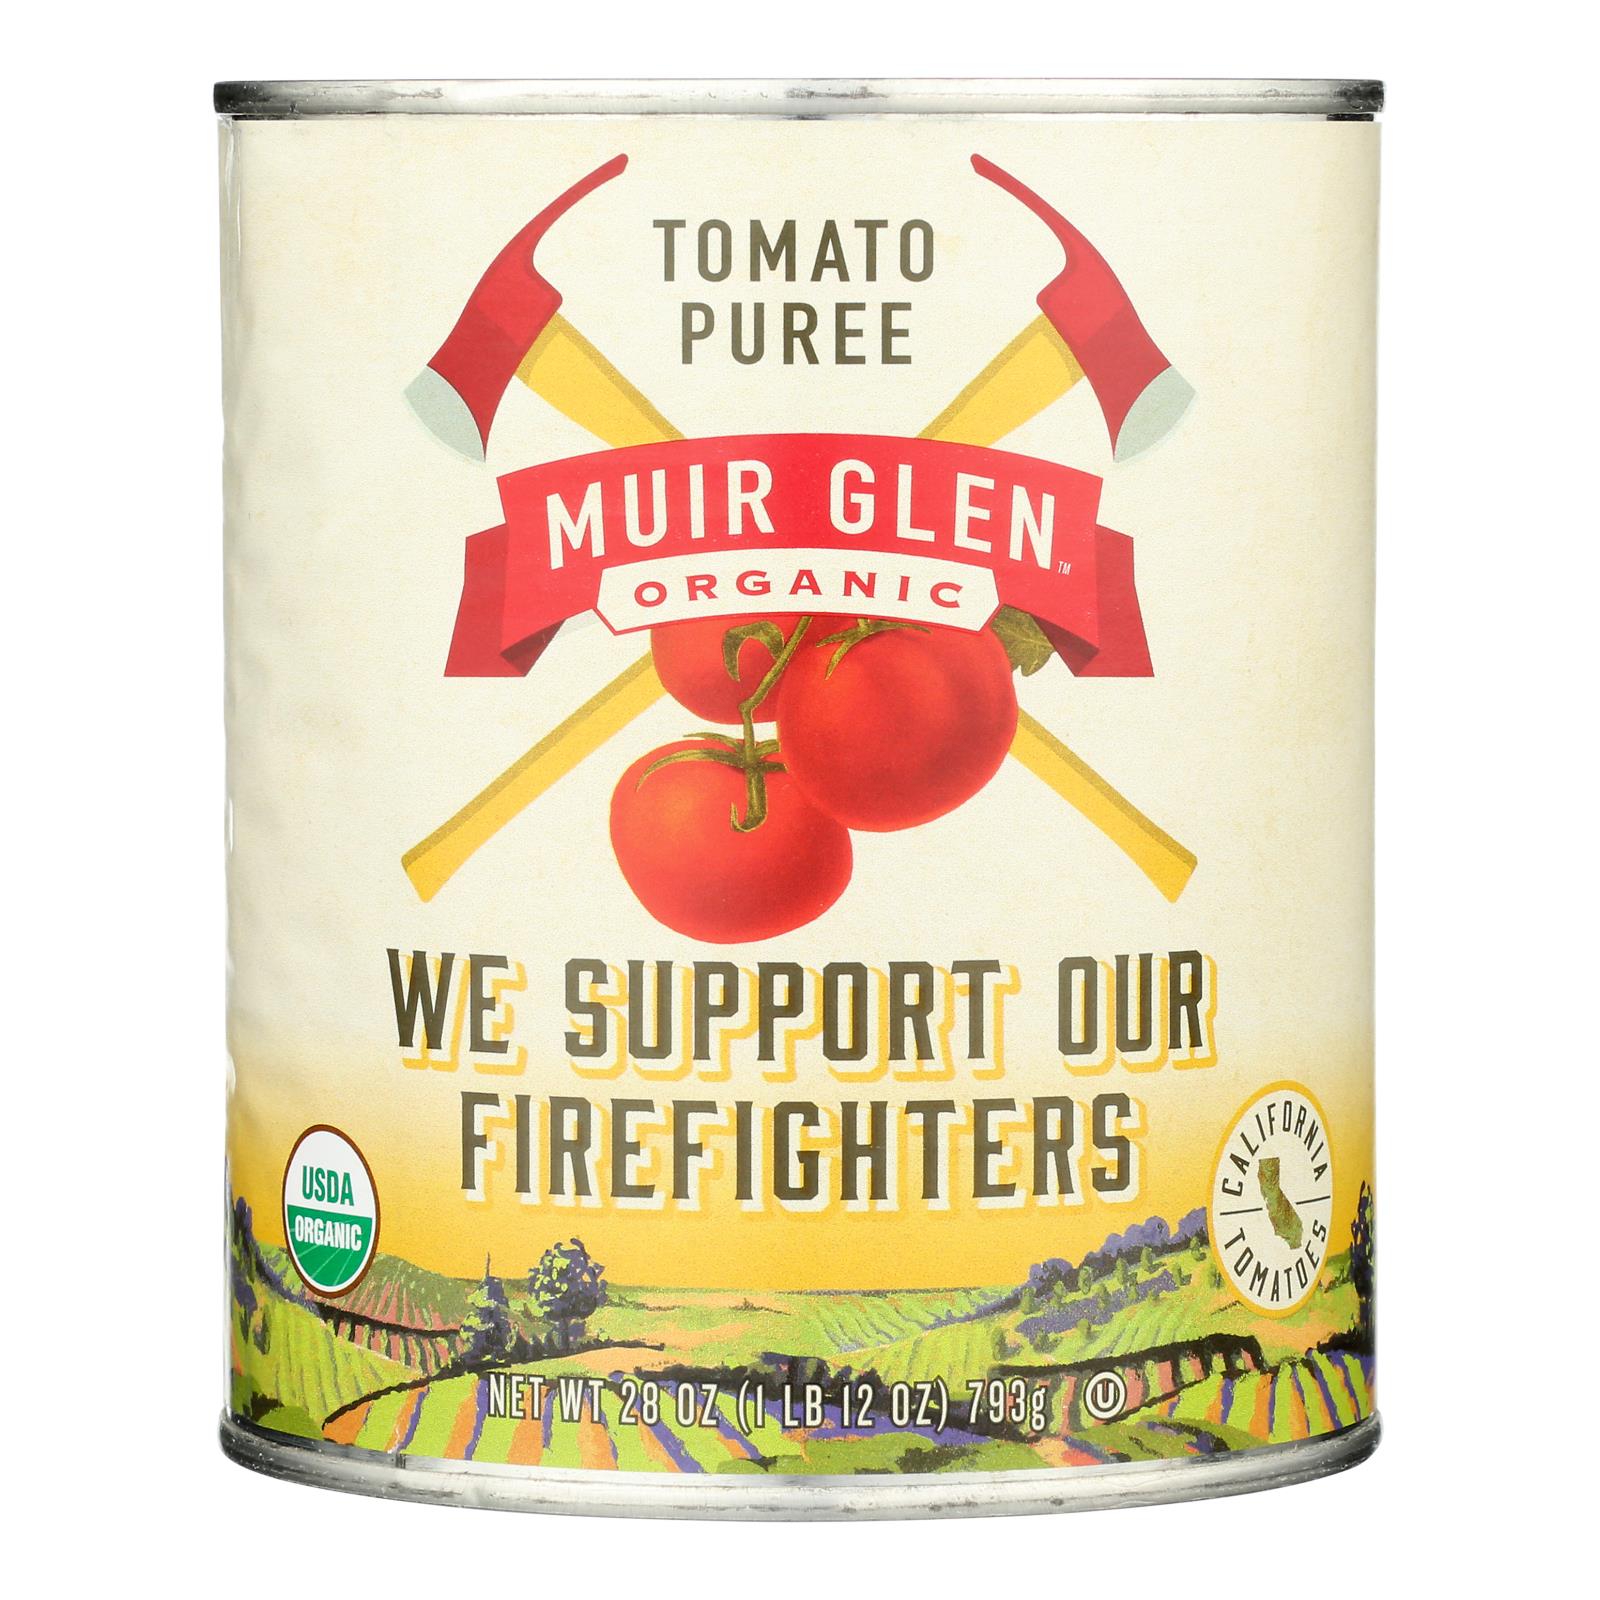 TOMATO
PUREE
MUIR GLEN™
ORGANIC
WE SUPPORT OUR
FIREFIGHTERS
USDA
ORGANIC
CALIFORNIA
TOMATOES
NET WT 28 OZ (1 LB 12 OZ) 793g U